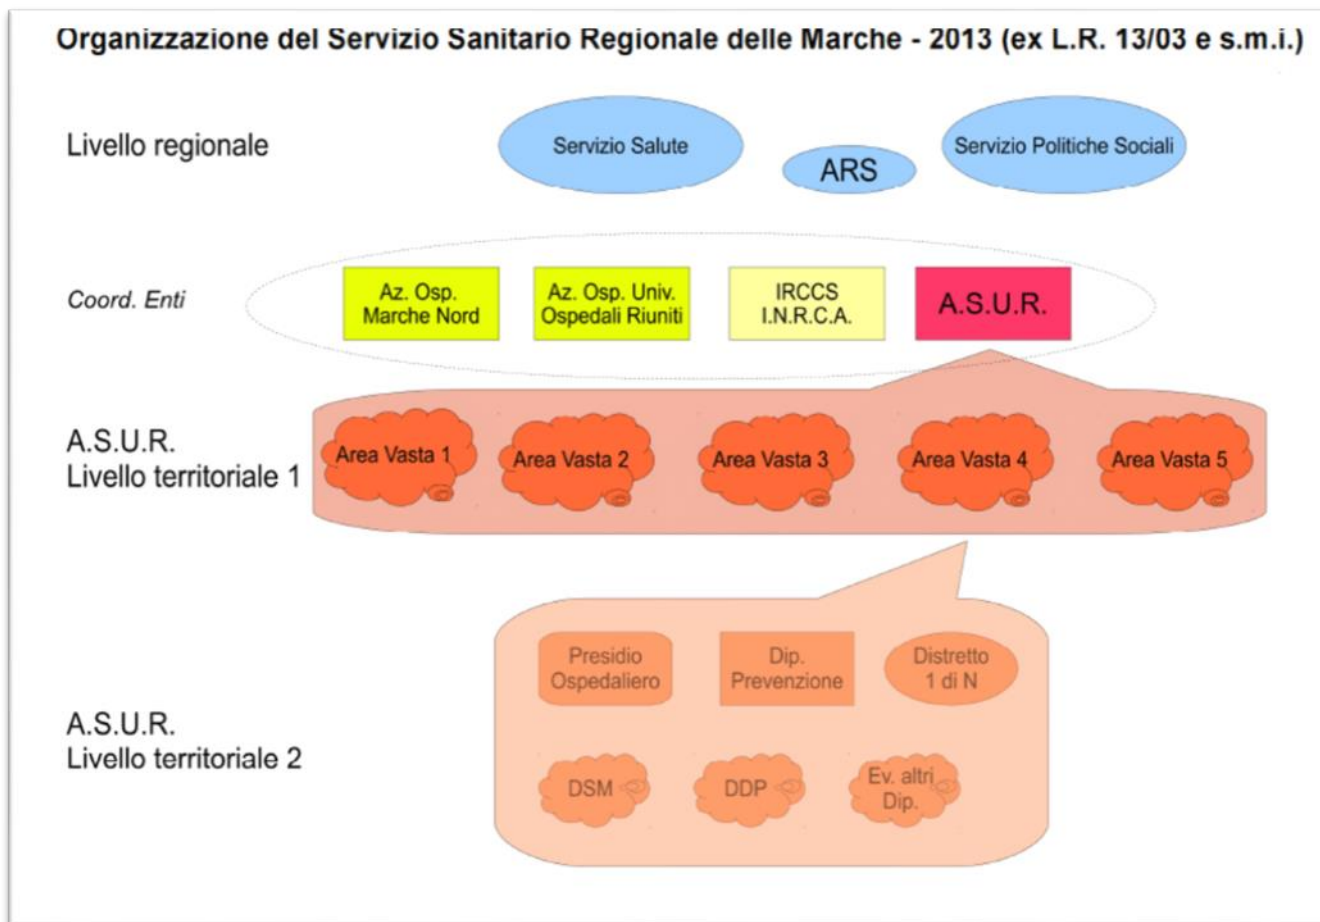 Organizzazione del Servizio Sanitario Regionale delle Marche - 2013 (ex L.R. 13/03 e s.m.i.)
Livello regionale
Servizio Salute
ARS
Servizio Politiche Sociali
Coord. Enti
Az. Osp.
Marche Nord
Az. Osp. Univ.
Ospedali Riuniti
IRCCS
I.N.R.C.A.
A.S.U.R.
A.S.U.R.
Livello territoriale 1
Area Vasta 1
Area Vasta 2
Area Vasta 3
Area Vasta 4
Area Vasta 5
A.S.U.R.
Livello territoriale 2
Presidio
Ospedaliero
Dip.
Prevenzione
Distretto
1 di N
DSM
DDP
Ev. altri
Dip.